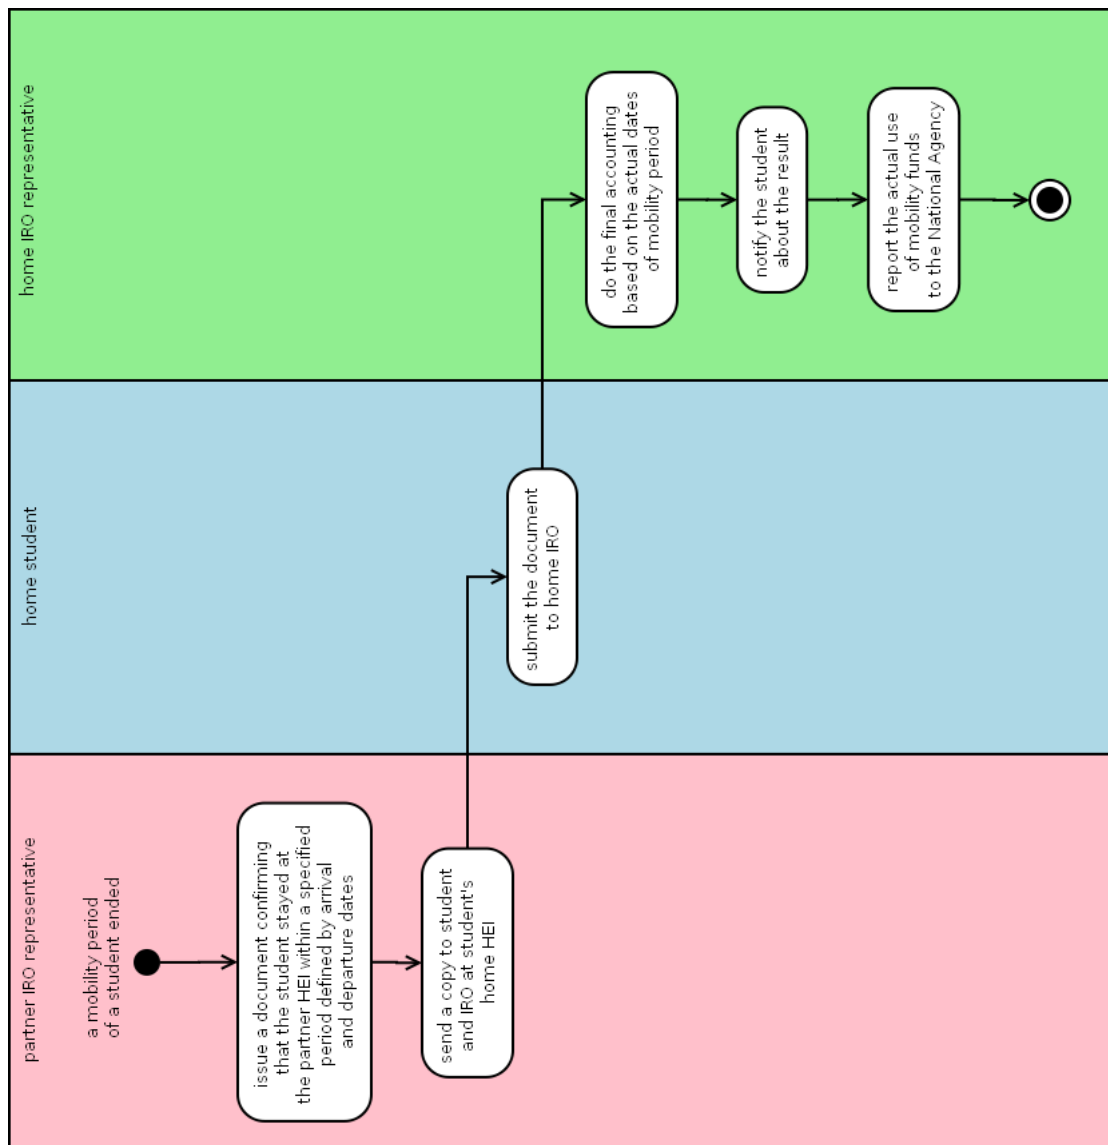 partner IRO representative
home student
home IRO representative
a mobility period
of a student ended
issue a document confirming
that the student stayed at
the partner HEI within a specified
period defined by arrival
and departure dates
send a copy to student
and IRO at student's
home HEI
submit the document
to home IRO
do the final accounting
based on the actual dates
of mobility period
notify the student
about the result
report the actual use
of mobility funds
to the National Agency